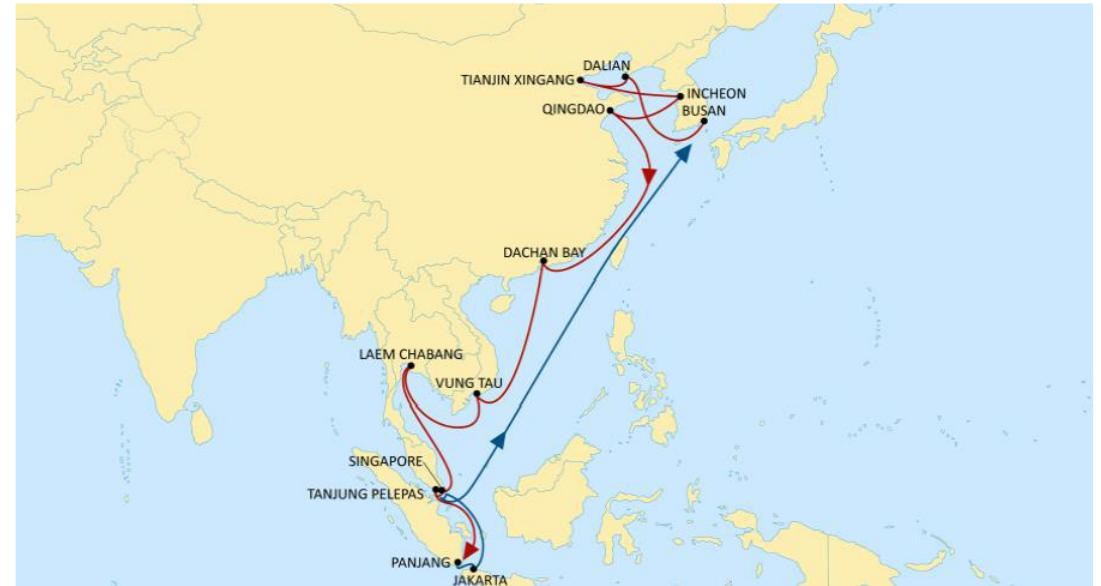 DALIAN
TIANJIN XINGANG
INCHEON
QINGDAO
BUSAN
DACHAN BAY
LAEM CHABANG
VUNG TAU
SINGAPORE
TANJUNG PELEPAS
PANJANG
JAKARTA